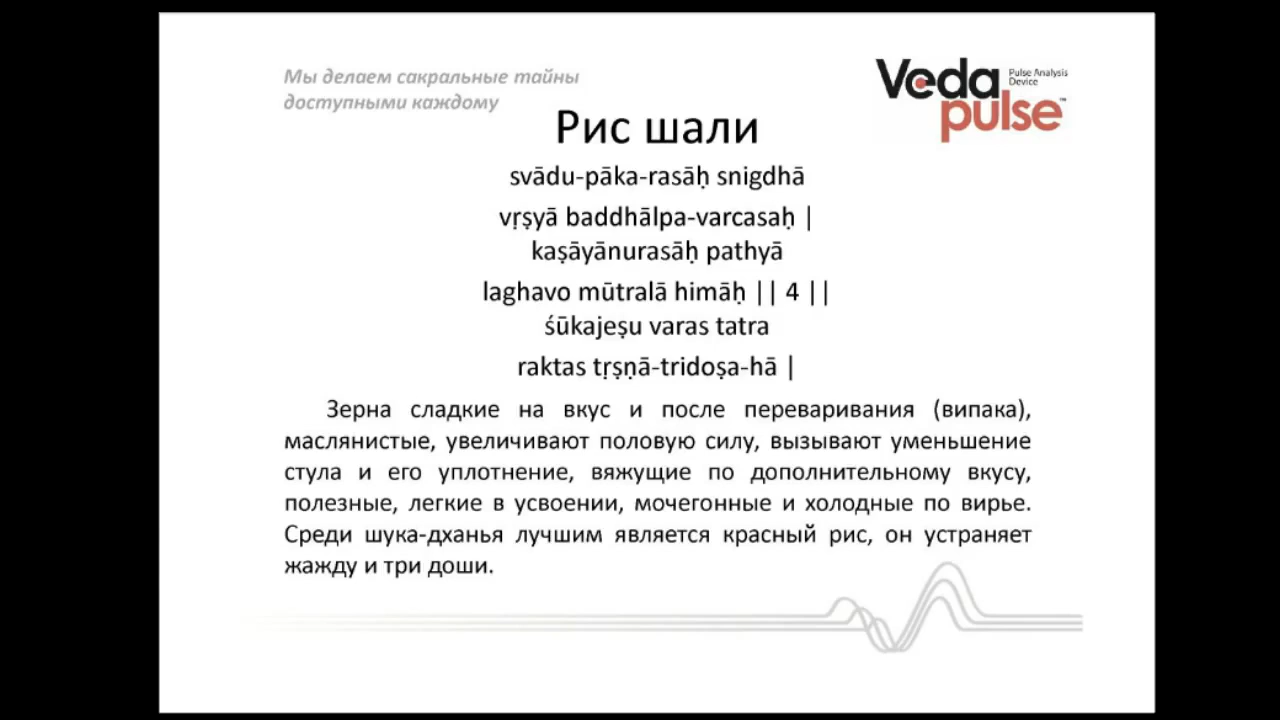 Мы делаем сакральные тайны
доступными каждому
Veda
pulse™
Pulse Analysis
Device
Рис шали
svādu-pāka-rasāḥ snigdhā
vṛṣyā baddhālpa-varcasaḥ |
kaṣāyānurasāḥ pathyā
laghavo mūtralā himāḥ || 4 ||
śūkajeṣu varas tatra
raktas tṛṣṇā-tridoṣa-hā |
Зерна сладкие на вкус и после переваривания (випака),
маслянистые, увеличивают половую силу, вызывают уменьшение
стула и его уплотнение, вяжущие по дополнительному вкусу,
полезные, легкие в усвоении, мочегонные и холодные по вирье.
Среди шука-дханья лучшим является красный рис, он устраняет
жажду и три доши.